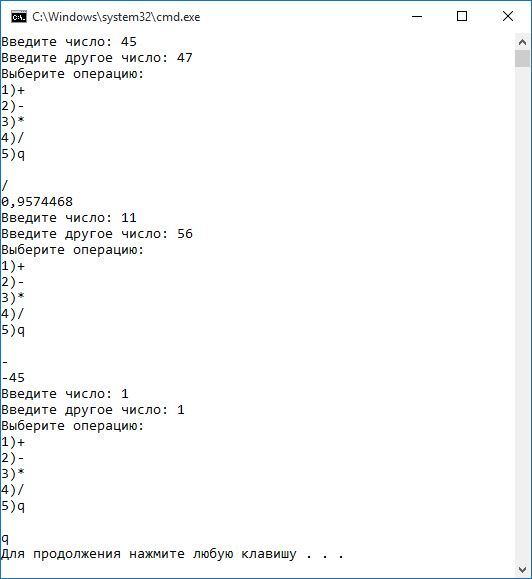 C:\Windows\system32\cmd.exe
Введите число: 45
Введите другое число: 47
Выберите операцию:
1)+
2)-
3)*
4)/
5)q
/
0,9574468
Введите число: 11
Введите другое число: 56
Выберите операцию:
1)+
2)-
3)*
4)/
5)q
-
-45
Введите число: 1
Введите другое число: 1
Выберите операцию:
1)+
2)-
3)*
4)/
5)q
q
Для продолжения нажмите любую клавишу . . .